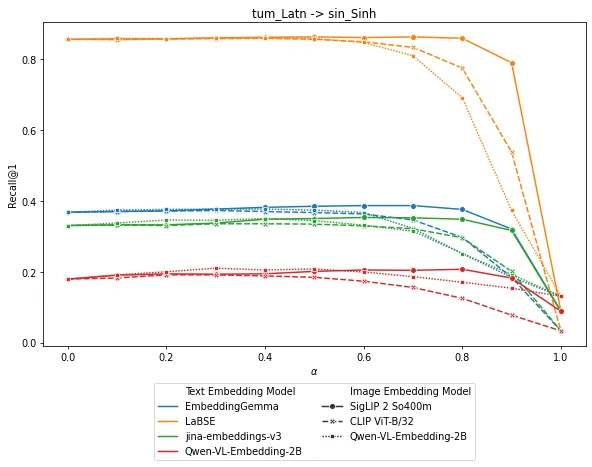 tum_Latn -> sin_Sinh
Recall@1
0.8
0.6
0.4
0.2
0.0
0.0 0.2 0.4 0.6 0.8 1.0
α
Text Embedding Model
EmbeddingGemma
LaBSE
jina-embeddings-v3
Qwen-VL-Embedding-2B
Image Embedding Model
SigLIP 2 So400m
CLIP ViT-B/32
Qwen-VL-Embedding-2B